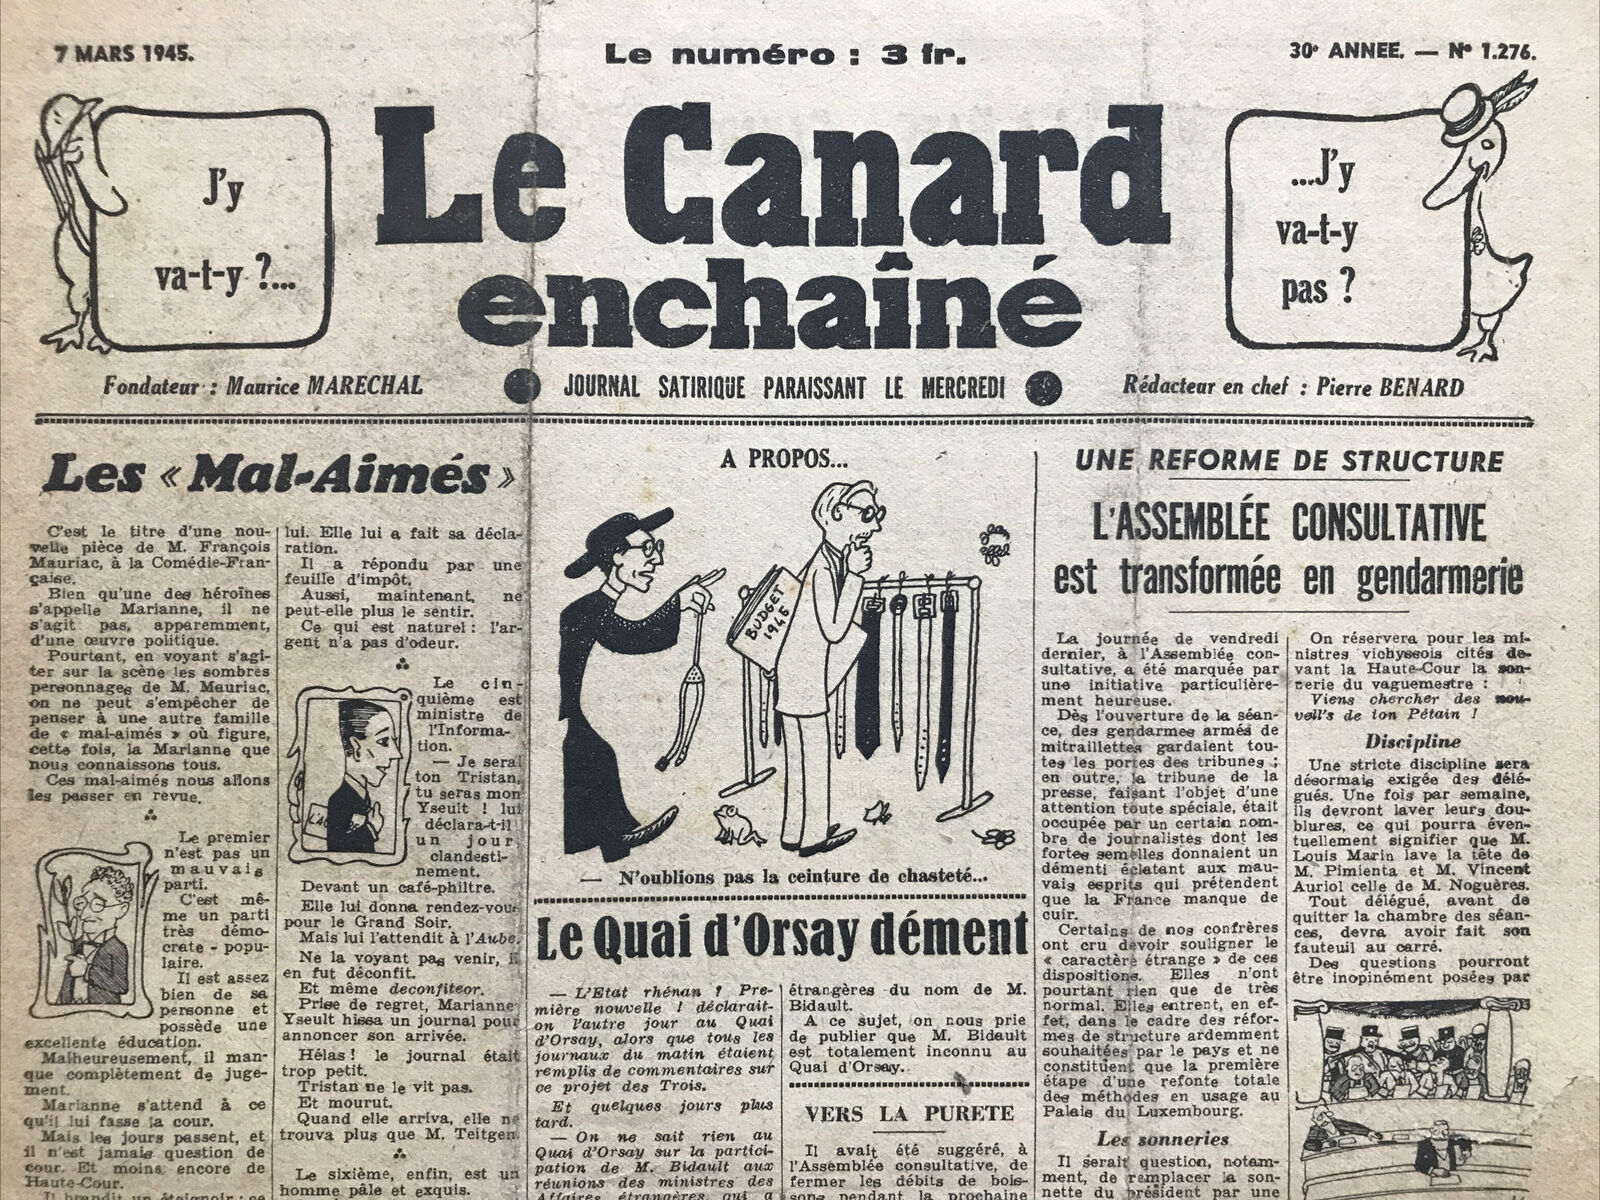 7 MARS 1945.
Le numéro : 3 fr.
30e ANNEE. — N° 1.276.
J'y
va-t-y ?...
Le Canard
enchaîné
...J'y
va-t-y
pas ?
Fondateur : Maurice MARECHAL
JOURNAL SATIRIQUE PARAISSANT LE MERCREDI
Rédacteur en chef : Pierre BENARD
Les « Mal-Aimés »
C'est le titre d'une nou-
velle pièce de M. François
Mauriac, à la Comédie-Fran-
çaise.
Bien qu'une des héroïnes
s'appelle Marianne, il ne
s'agit pas, apparemment,
d'une œuvre politique.
Pourtant, en voyant s'agi-
ter sur la scène les sombres
personnages de M. Mauriac,
on ne peut s'empêcher de
penser à une autre famille
de « mal-aimés » où figure,
cette fois, la Marianne que
nous connaissons tous.
Ces mal-aimés nous allons
les passer en revue.
Le premier
n'est pas un
mauvais
parti.
C'est mê-
me un parti
très démo-
crate - popu-
laire.
Il est assez
bien de sa
personne et
possède une
excellente éducation.
Malheureusement, il man-
que complètement de juge-
ment.
Marianne s'attend à ce
qu'il lui fasse la cour.
Mais les jours passent, et
il n'est jamais question de
cour. Et moins encore de
Haute-Cour.
Il brandit un éteignoir : ce
lui. Elle lui a fait sa décla-
ration.
Il a répondu par une
feuille d'impôt.
Aussi, maintenant, ne
peut-elle plus le sentir.
Ce qui est naturel : l'ar-
gent n'a pas d'odeur.
Le cin-
quième est
ministre de
l'Informa-
tion.
— Je serai
ton Tristan,
tu seras mon
Yseult ! lui
déclara-t-il
un jour,
clandesti-
nement.
Devant un café-philtre.
Elle lui donna rendez-vous
pour le Grand Soir.
Mais lui l'attendit à l'Aube.
Ne la voyant pas venir, il
en fut déconfit.
Et même deconfiteor.
Prise de regret, Marianne
Yseult hissa un journal pour
annoncer son arrivée.
Hélas ! le journal était
trop petit.
Tristan ne le vit pas.
Et mourut.
Quand elle arriva, elle ne
trouva plus que M. Teitgen.
Le sixième, enfin, est un
homme pâle et exquis.
A PROPOS...
BUDGET
1945
— N'oublions pas la ceinture de chasteté...
Le Quai d'Orsay dément
— L'Etat rhénan ? Pre-
mière nouvelle ! déclarait-
on l'autre jour au Quai
d'Orsay, alors que tous les
journaux du matin étaient
remplis de commentaires sur
ce projet des Trois.
Et quelques jours plus
tard.
— On ne sait rien au
Quai d'Orsay sur la partici-
pation de M. Bidault aux
réunions des ministres des
Affaires étrangères, qui a
étrangères du nom de M.
Bidault.
A ce sujet, on nous prie
de publier que M. Bidault
est totalement inconnu au
Quai d'Orsay.
VERS LA PURETE
Il avait été suggéré, à
l'Assemblée consultative, de
fermer les débits de bois-
sons pendant la prochaine
UNE REFORME DE STRUCTURE
L'ASSEMBLÉE CONSULTATIVE
est transformée en gendarmerie
La journée de vendredi
dernier, à l'Assemblée con-
sultative, a été marquée par
une initiative particulière-
ment heureuse.
Dès l'ouverture de la séan-
ce, des gendarmes armés de
mitraillettes gardaient tou-
tes les portes des tribunes ;
en outre, la tribune de la
presse, faisant l'objet d'une
attention toute spéciale, était
occupée par un certain nom-
bre de journalistes dont les
fortes semelles donnaient un
démenti éclatant aux mau-
vais esprits qui prétendent
que la France manque de
cuir.
Certains de nos confrères
ont cru devoir souligner le
« caractère étrange » de ces
dispositions. Elles n'ont
pourtant rien que de très
normal. Elles entrent, en ef-
fet, dans le cadre des réfor-
mes de structure ardemment
souhaitées par le pays et ne
constituent que la première
étape d'une refonte totale
des méthodes en usage au
Palais du Luxembourg.
Les sonneries
Il serait question, notam-
ment, de remplacer la son-
nette du président par une
On réservera pour les mi-
nistres vichyssois cités de-
vant la Haute-Cour la son-
nerie du vaguemestre :
Viens chercher des nou-
vell's de ton Pétain !
Discipline
Une stricte discipline sera
désormais exigée des délé-
gués. Une fois par semaine,
ils devront laver leurs dou-
blures, ce qui pourra éven-
tuellement signifier que M.
Louis Marin lave la tête de
M. Pimienta et M. Vincent
Auriol celle de M. Noguères.
Tout délégué, avant de
quitter la chambre des séan-
ces, devra avoir fait son
fauteuil au carré.
Des questions pourront
être inopinément posées par